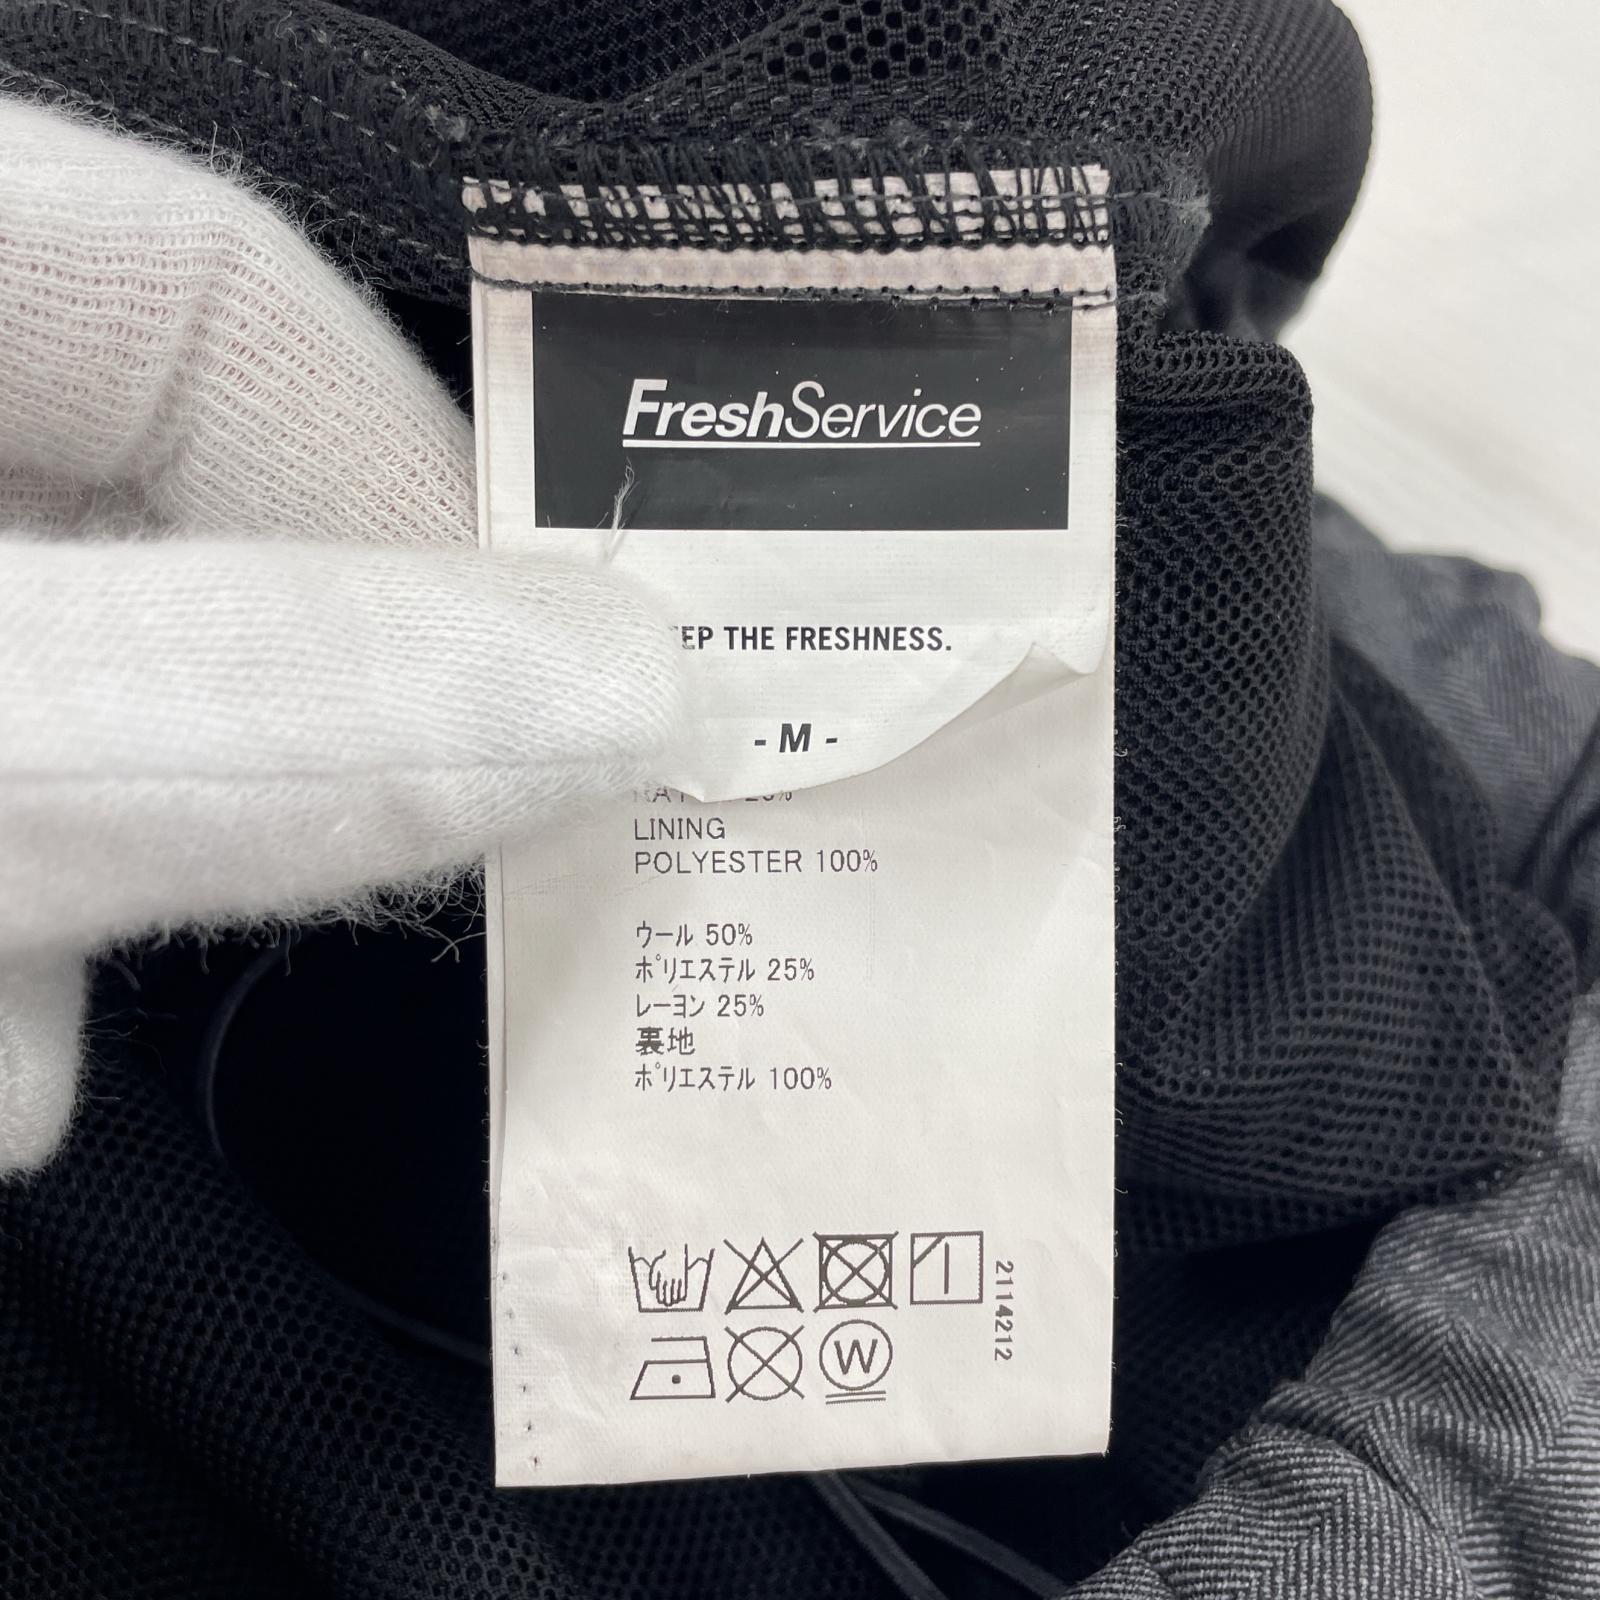 FreshService
EP THE FRESHNESS.
- M -
25%
LINING
POLYESTER 100%
ウール 50%
ポリエステル 25%
レーヨン 25%
裏地
ポリエステル 100%
W
2114212